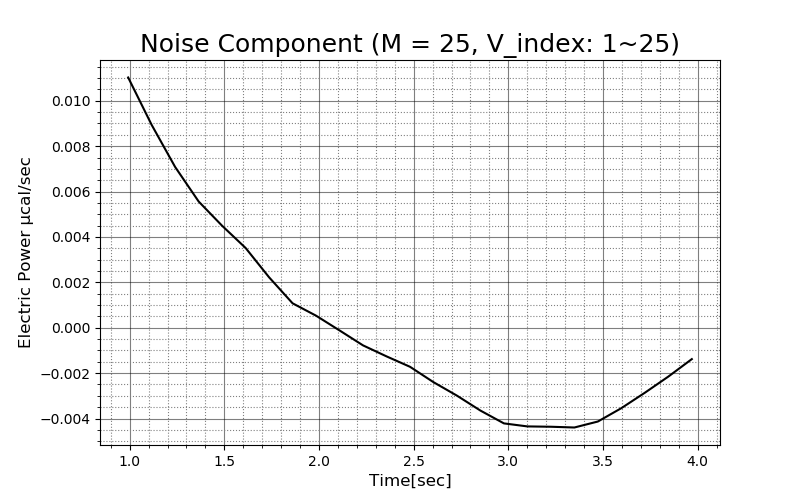 Noise Component (M = 25, V_index: 1~25)
Electric Power μcal/sec
0.010
0.008
0.006
0.004
0.002
0.000
−0.002
−0.004
1.0 1.5 2.0 2.5 3.0 3.5 4.0
Time[sec]